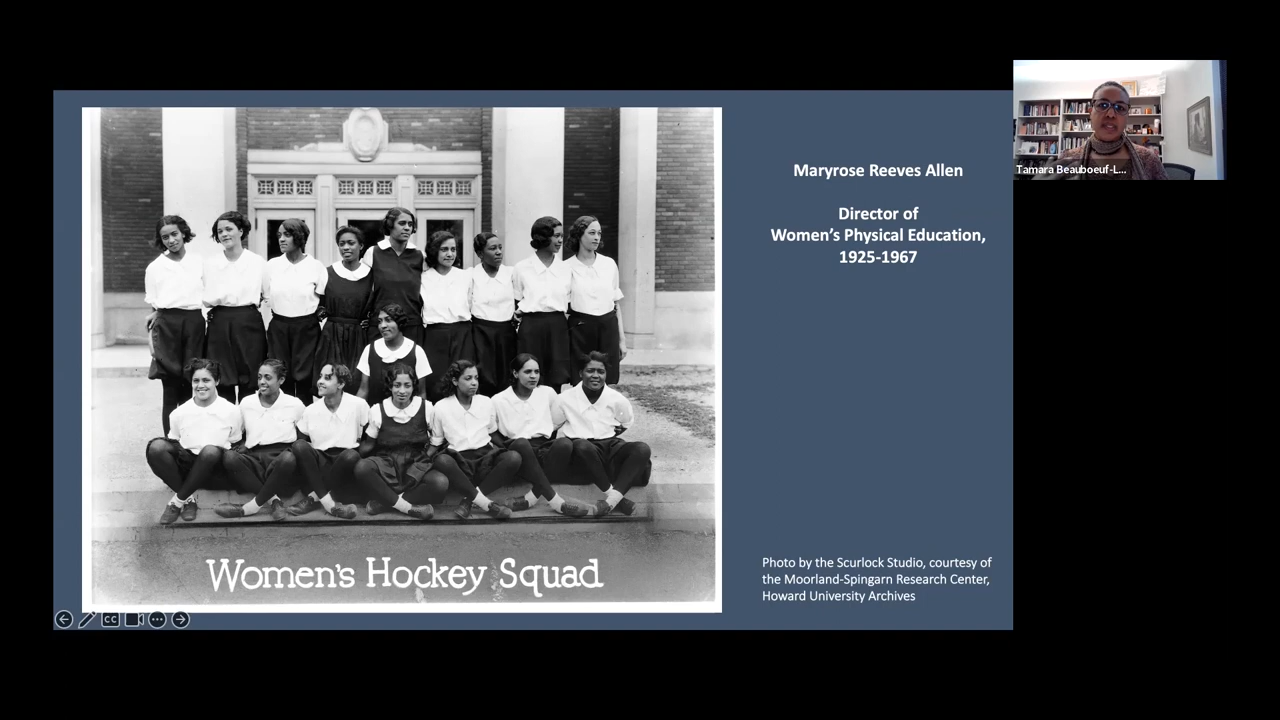 Maryrose Reeves Allen
Director of
Women's Physical Education,
1925-1967
Women's Hockey Squad
Photo by the Scurlock Studio, courtesy of
the Moorland-Spingarn Research Center,
Howard University Archives
CC
Tamara Beauboeuf-L...